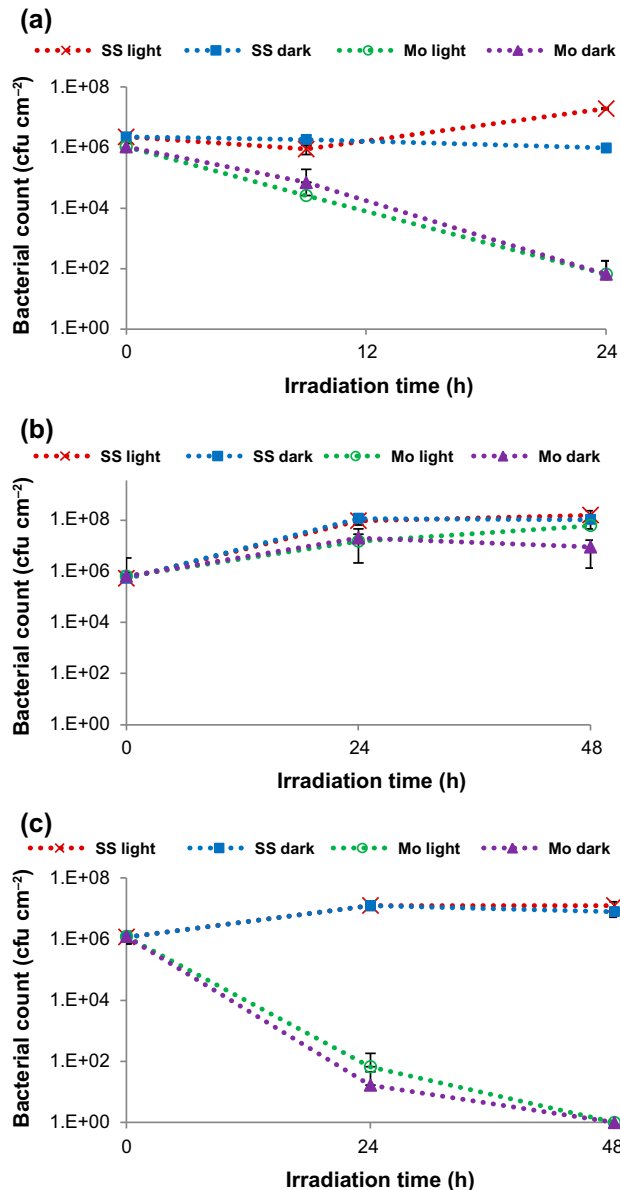 (a)
SS light SS dark Mo light Mo dark
1.E+08
1.E+06
1.E+04
1.E+02
1.E+00
Bacterial count (cfu cm⁻²)
0 12 24
Irradiation time (h)
(b)
SS light SS dark Mo light Mo dark
1.E+08
1.E+06
1.E+04
1.E+02
1.E+00
Bacterial count (cfu cm⁻²)
0 24 48
Irradiation time (h)
(c)
SS light SS dark Mo light Mo dark
1.E+08
1.E+06
1.E+04
1.E+02
1.E+00
Bacterial count (cfu cm⁻²)
0 24 48
Irradiation time (h)